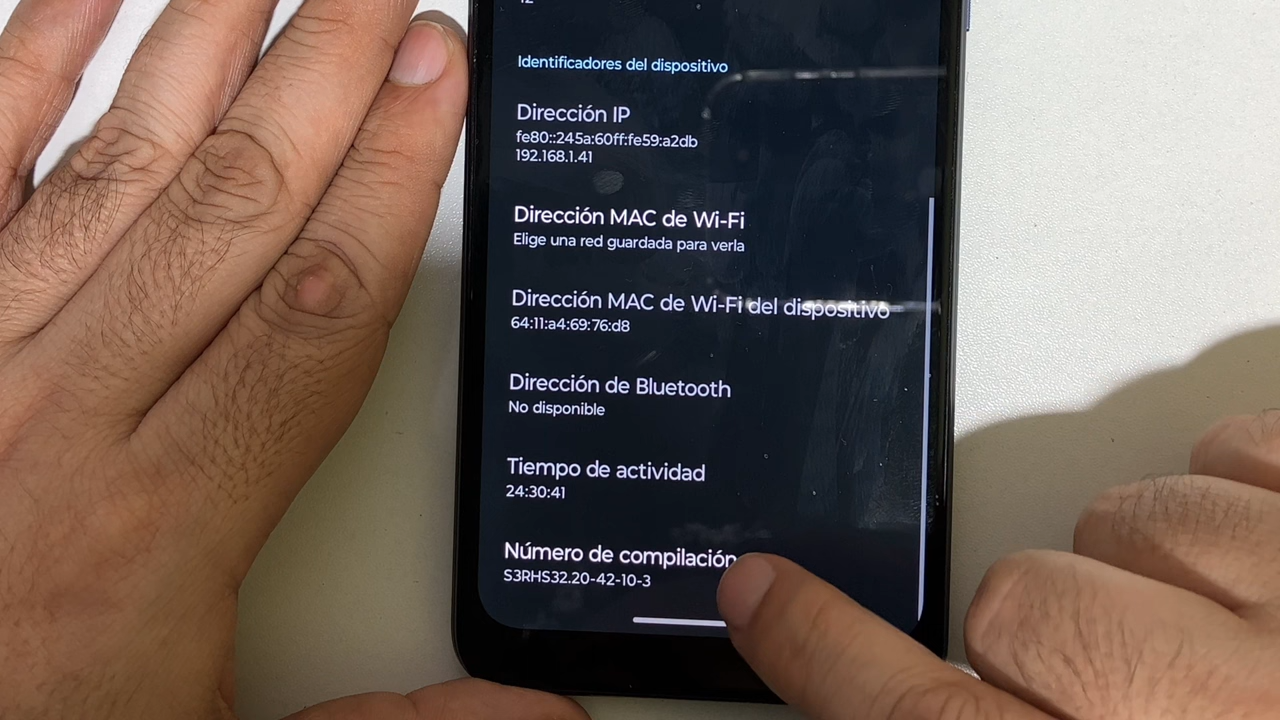 12
Identificadores del dispositivo
Dirección IP
fe80::245a:60ff:fe59:a2db
192.168.1.41
Dirección MAC de Wi-Fi
Elige una red guardada para verla
Dirección MAC de Wi-Fi del dispositivo
64:11:a4:69:76:d8
Dirección de Bluetooth
No disponible
Tiempo de actividad
24:30:41
Número de compilación
S3RHS32.20-42-10-3